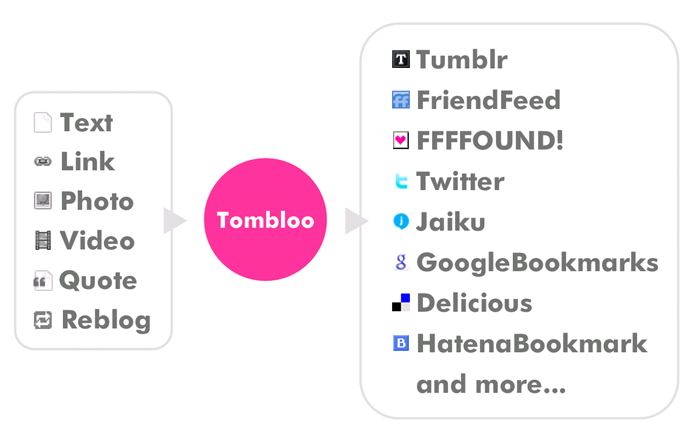 Text
Link
Photo
Video
Quote
Reblog
Tombloo
Tumblr
FriendFeed
FFFFOUND!
Twitter
Jaiku
GoogleBookmarks
Delicious
HatenaBookmark
and more...